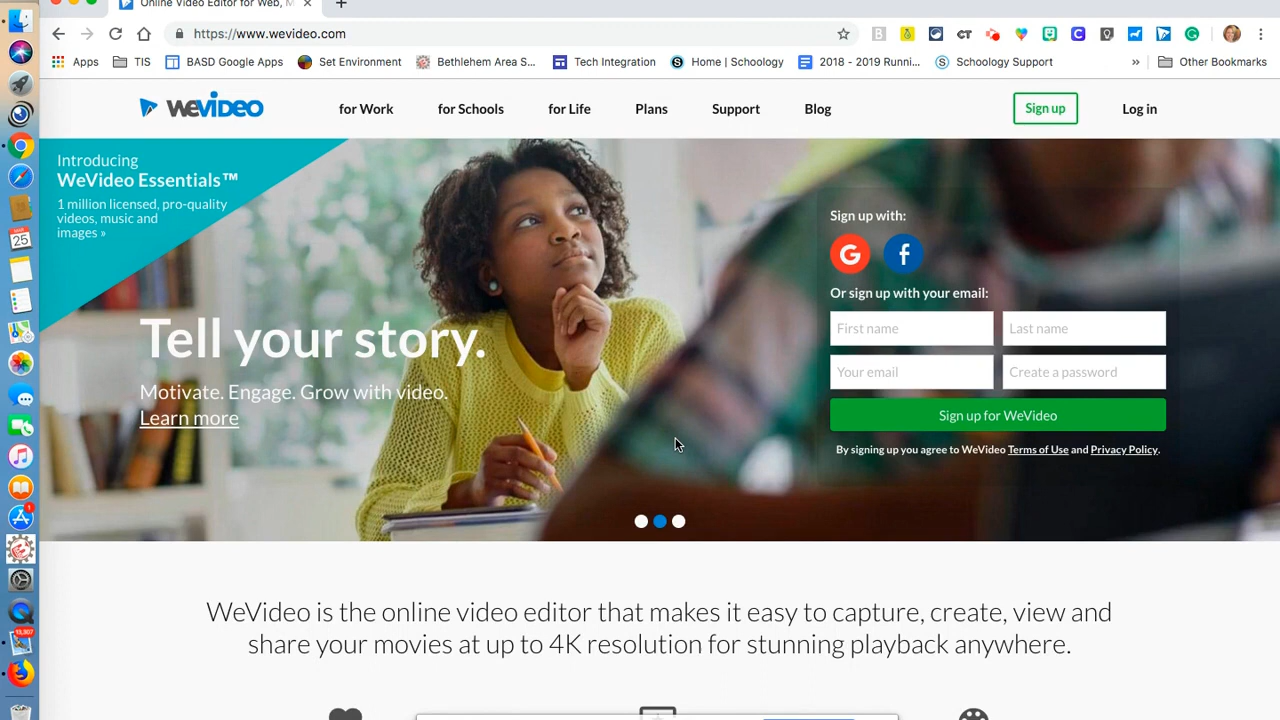 Online Video Editor for Web, M
https://www.wevideo.com
Apps TIS BASD Google Apps Set Environment Bethlehem Area S... Tech Integration Home | Schoology 2018 - 2019 Runni... Schoology Support » Other Bookmarks
WEVIDEO for Work for Schools for Life Plans Support Blog Sign up Log in
Introducing
WeVideo Essentials™
1 million licensed, pro-quality
videos, music and
images »
Tell your story.
Motivate. Engage. Grow with video.
Learn more
Sign up with:
G f
Or sign up with your email:
First name Last name
Your email Create a password
Sign up for WeVideo
By signing up you agree to WeVideo Terms of Use and Privacy Policy.
WeVideo is the online video editor that makes it easy to capture, create, view and
share your movies at up to 4K resolution for stunning playback anywhere.
25
1